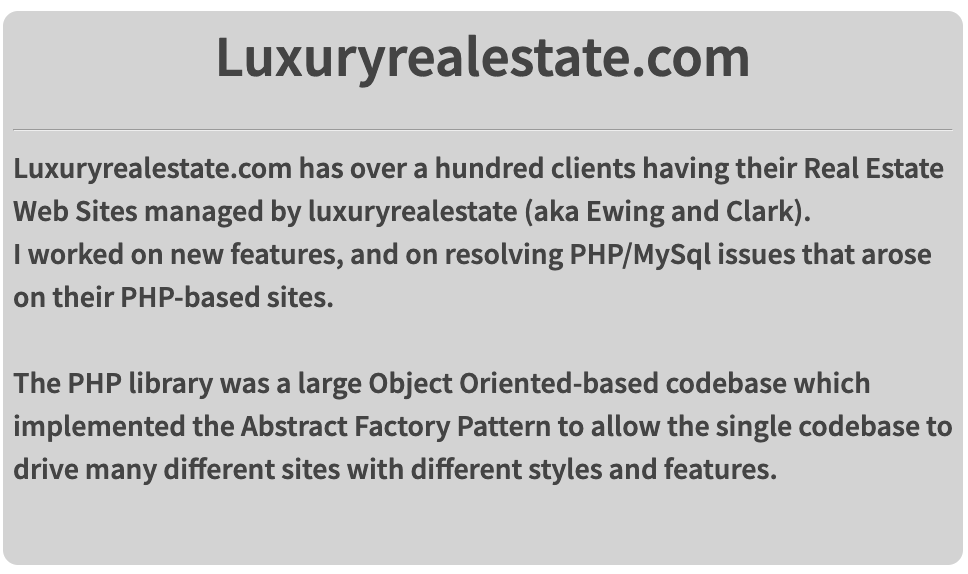 Luxuryrealestate.com
Luxuryrealestate.com has over a hundred clients having their Real Estate
Web Sites managed by luxuryrealestate (aka Ewing and Clark).
I worked on new features, and on resolving PHP/MySql issues that arose
on their PHP-based sites.
The PHP library was a large Object Oriented-based codebase which
implemented the Abstract Factory Pattern to allow the single codebase to
drive many different sites with different styles and features.